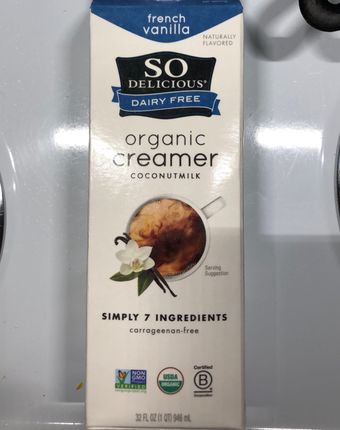 french
vanilla
NATURALLY
FLAVORED
SO
DELICIOUS®
DAIRY FREE
organic
creamer
COCONUTMILK
Serving
Suggestion
SIMPLY 7 INGREDIENTS
carrageenan-free
NON
GMO
VERIFIED
USDA
ORGANIC
Certified
B
Corporation
32 FL OZ (1 QT) 946 mL